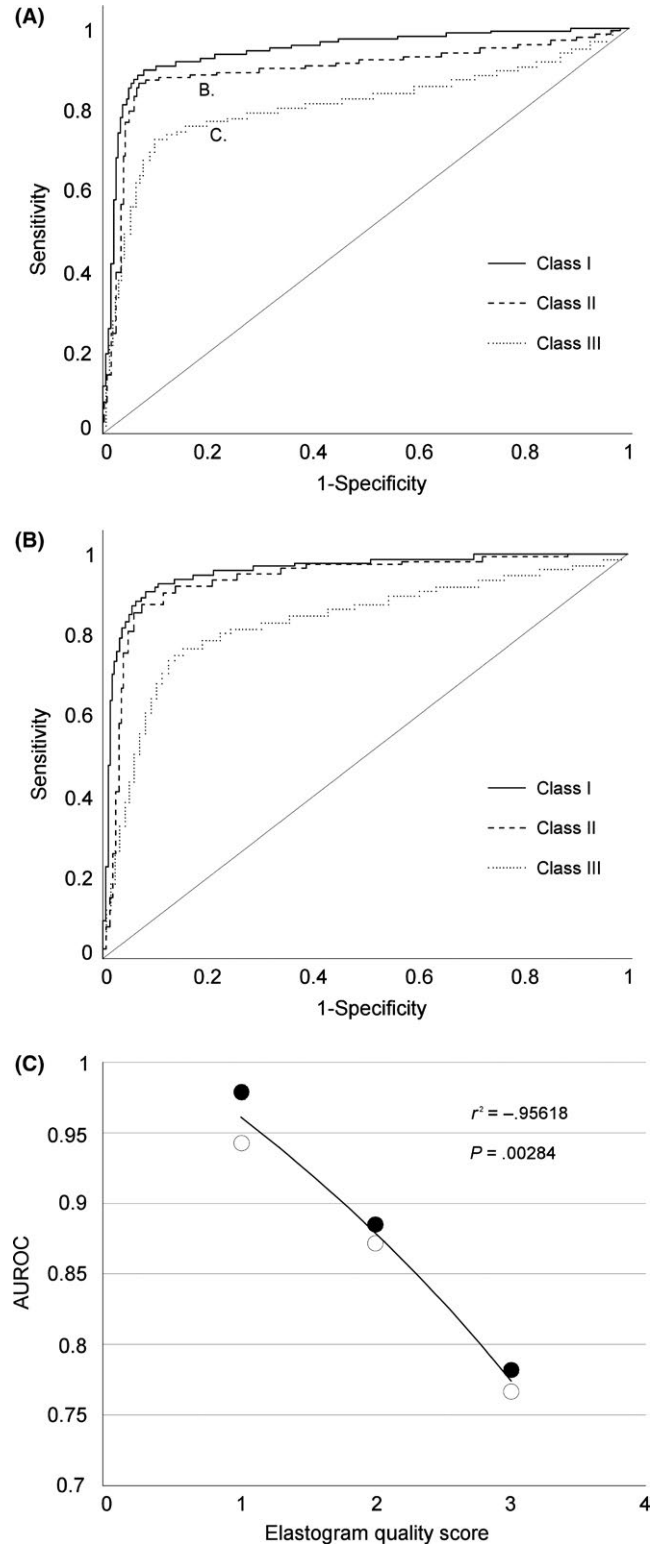 (A)
1
0.8
0.6
0.4
0.2
0
Sensitivity
B.
C.
Class I
Class II
Class III
0 0.2 0.4 0.6 0.8 1
1-Specificity
(B)
1
0.8
0.6
0.4
0.2
0
Sensitivity
Class I
Class II
Class III
0 0.2 0.4 0.6 0.8 1
1-Specificity
(C)
1
0.95
0.9
0.85
0.8
0.75
0.7
AUROC
r² = –.95618
P = .00284
0 1 2 3 4
Elastogram quality score